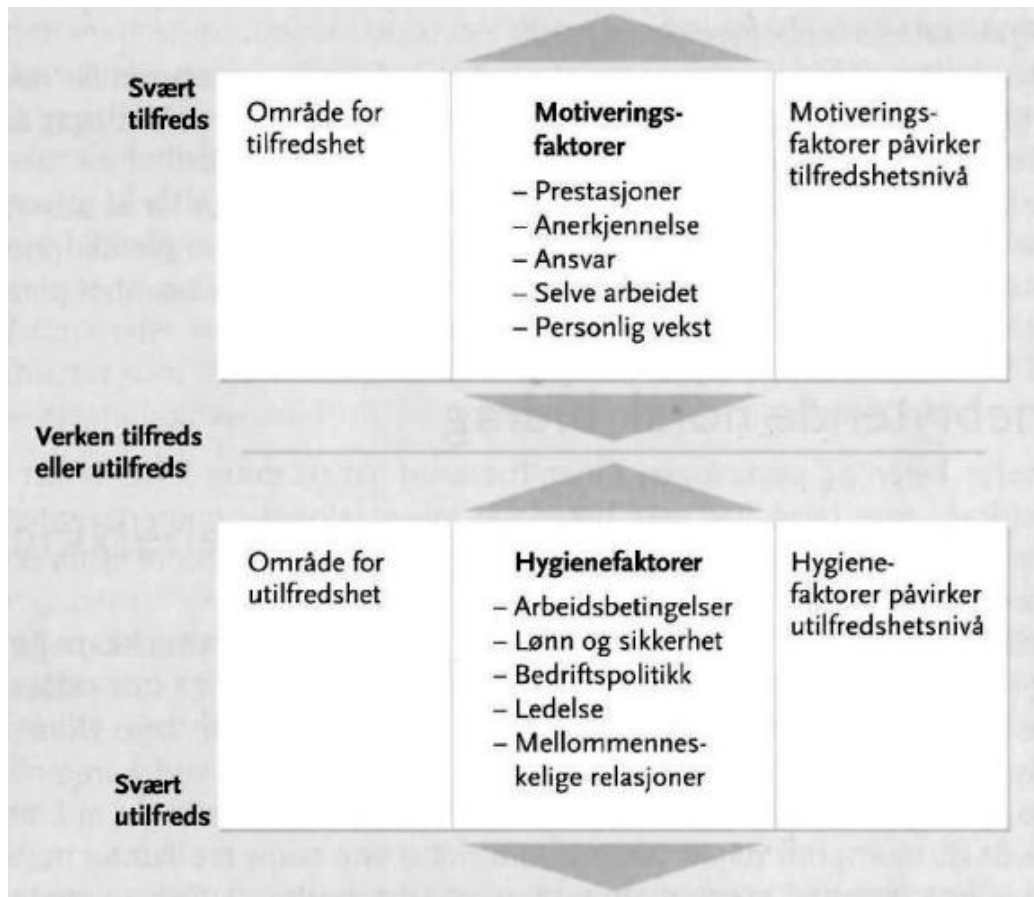 Svært
tilfreds
Område for
tilfredshet
Motiverings-
faktorer
– Prestasjoner
– Anerkjennelse
– Ansvar
– Selve arbeidet
– Personlig vekst
Motiverings-
faktorer påvirker
tilfredshetsnivå
Verken tilfreds
eller utilfreds
Område for
utilfredshet
Hygienefaktorer
– Arbeidsbetingelser
– Lønn og sikkerhet
– Bedriftspolitikk
– Ledelse
– Mellommennes-
kelige relasjoner
Hygiene-
faktorer påvirker
utilfredshetsnivå
Svært
utilfreds